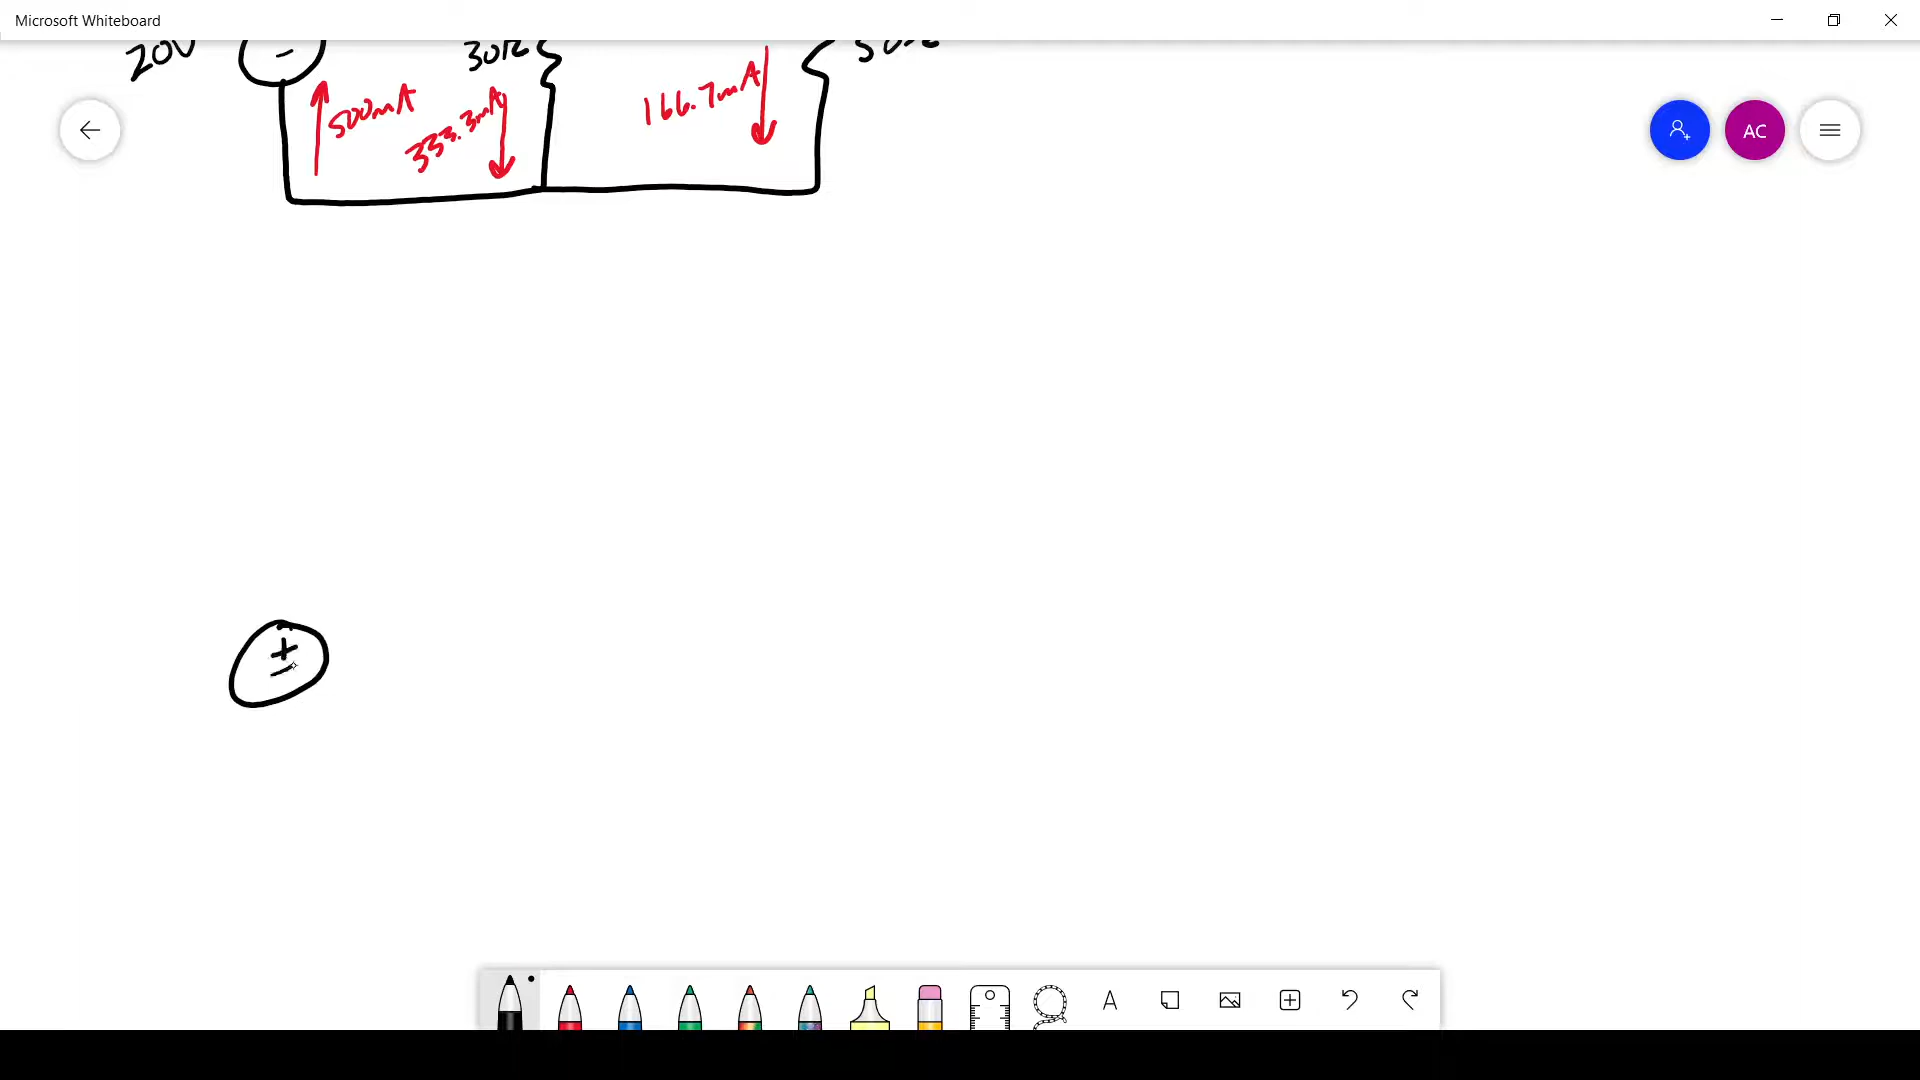 Microsoft Whiteboard
20V
-
30Ω
500mA
333.3mA
166.7mA
AC
+
-
A